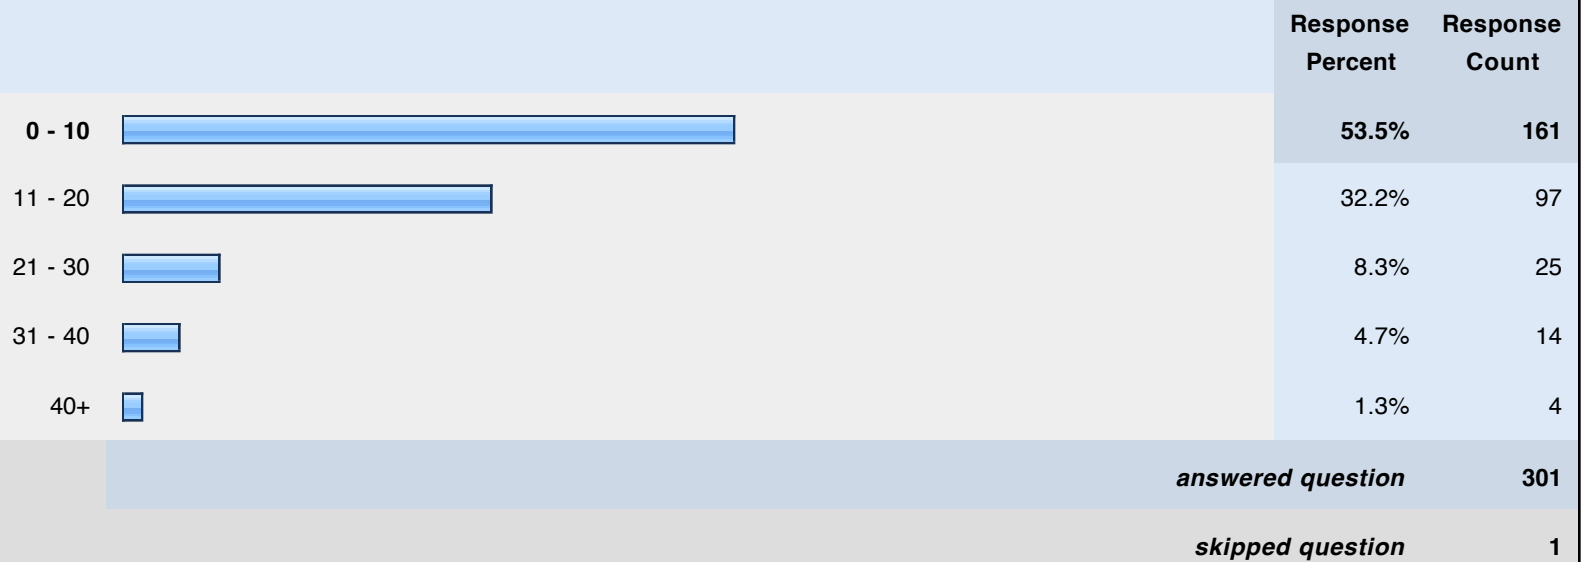 Response Response
Percent Count
0 - 10 53.5% 161
11 - 20 32.2% 97
21 - 30 8.3% 25
31 - 40 4.7% 14
40+ 1.3% 4
answered question 301
skipped question 1